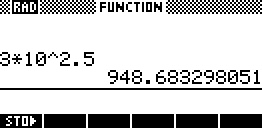 RAD FUNCTION
3*10^2.5
948.683298051
STO▶